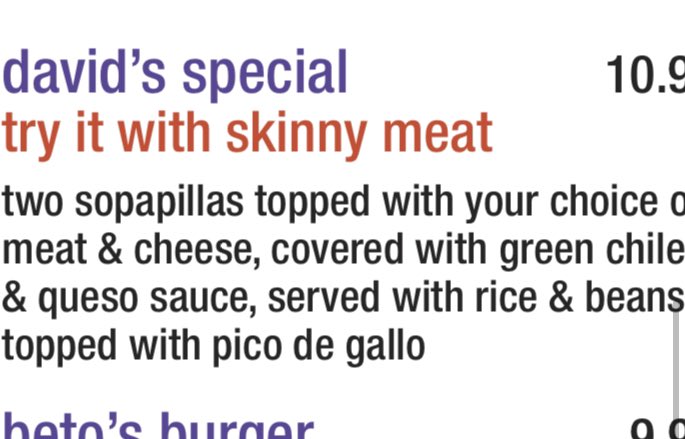 david's special 10.9
try it with skinny meat
two sopapillas topped with your choice o
meat & cheese, covered with green chile
& queso sauce, served with rice & beans
topped with pico de gallo
beto's burger 9.9